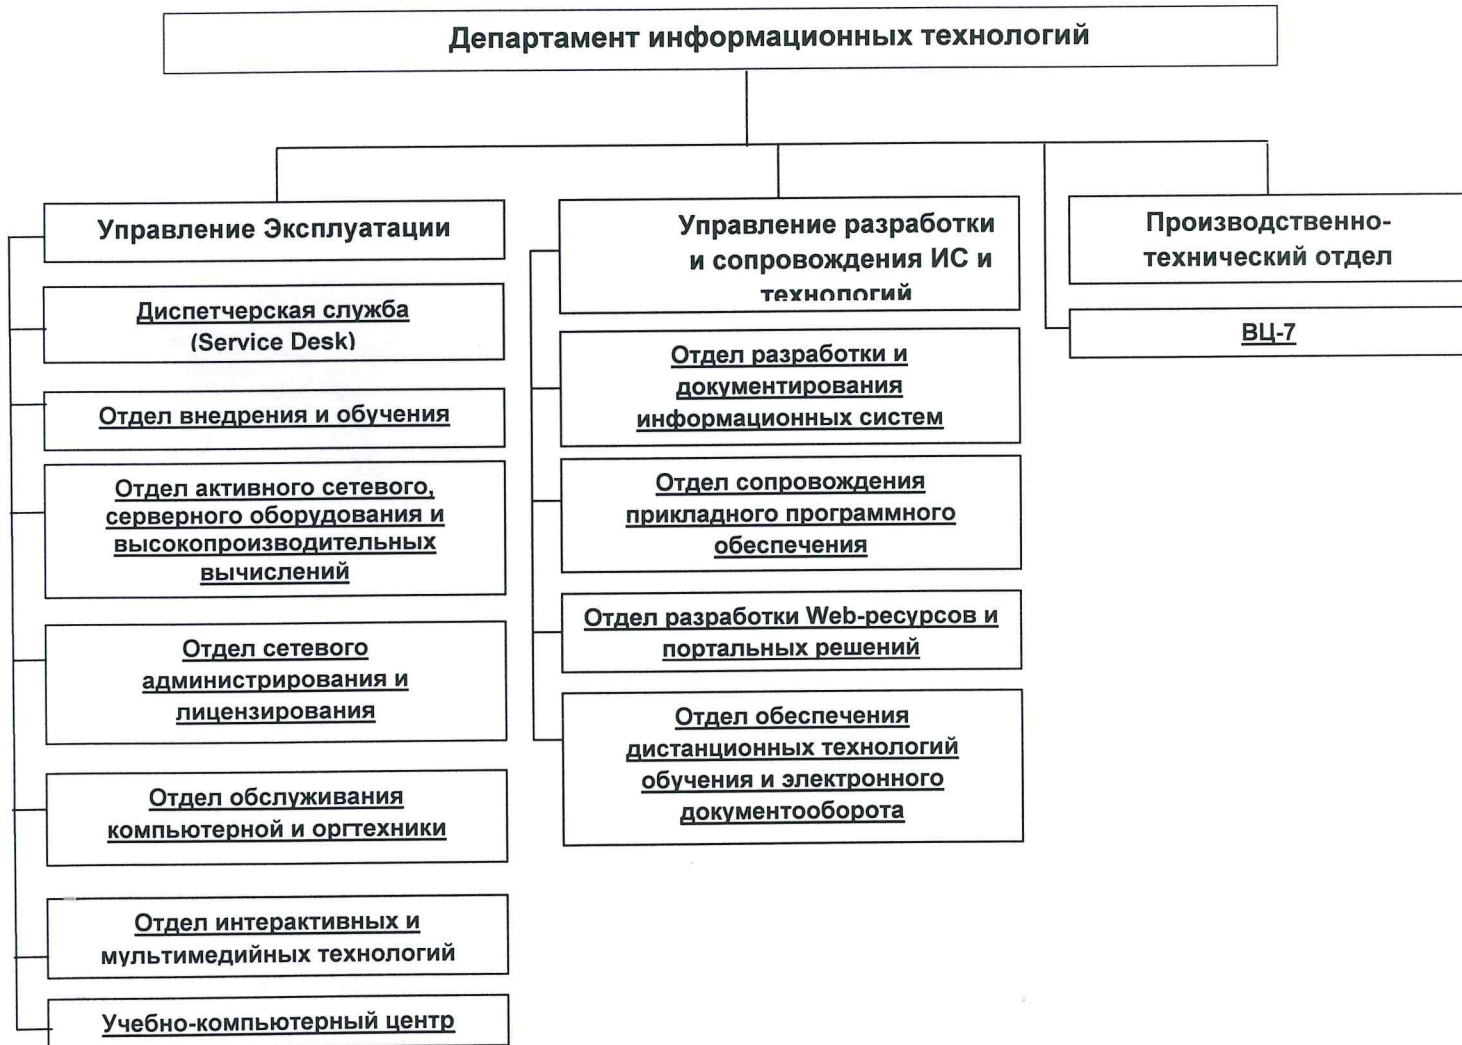 Департамент информационных технологий
Управление Эксплуатации
Диспетчерская служба
(Service Desk)
Отдел внедрения и обучения
Отдел активного сетевого,
серверного оборудования и
высокопроизводительных
вычислений
Отдел сетевого
администрирования и
лицензирования
Отдел обслуживания
компьютерной и оргтехники
Отдел интерактивных и
мультимедийных технологий
Учебно-компьютерный центр
Управление разработки
и сопровождения ИС и
технологий
Отдел разработки и
документирования
информационных систем
Отдел сопровождения
прикладного программного
обеспечения
Отдел разработки Web-ресурсов и
портальных решений
Отдел обеспечения
дистанционных технологий
обучения и электронного
документооборота
Производственно-
технический отдел
ВЦ-7